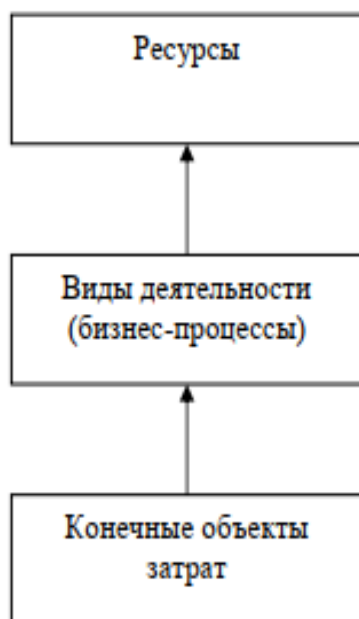 Ресурсы
Виды деятельности
(бизнес-процессы)
Конечные объекты
затрат